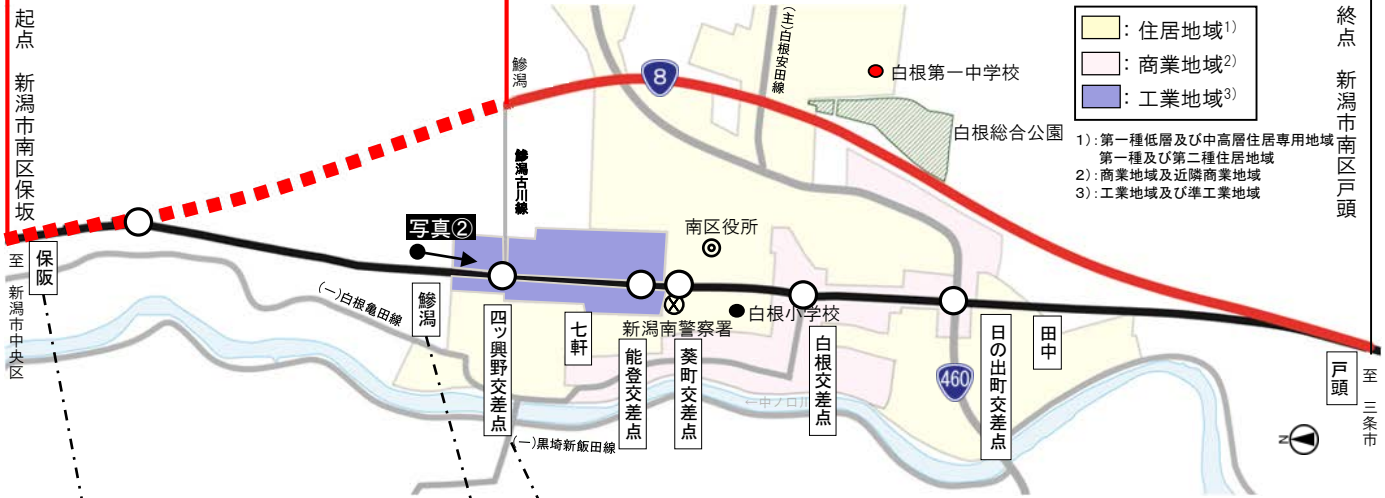 起点 新潟市南区保坂
至 新潟市中央区
保阪
(一)白根亀田線
写真②
鰺潟
鰺潟
鰺潟古川線
四ッ興野交差点
(一)黒埼新飯田線
七軒
能登交差点
新潟南警察署
葵町交差点
8
南区役所
白根小学校
←中ノ口川
(主)白根安田線
白根第一中学校
白根総合公園
白根交差点
460
日の出町交差点
田中
:住居地域1)
:商業地域2)
:工業地域3)
1):第一種低層及び中高層住居専用地域
第一種及び第二種住居地域
2):商業地域及近隣商業地域
3):工業地域及び準工業地域
終点 新潟市南区戸頭
戸頭
至 三条市
N